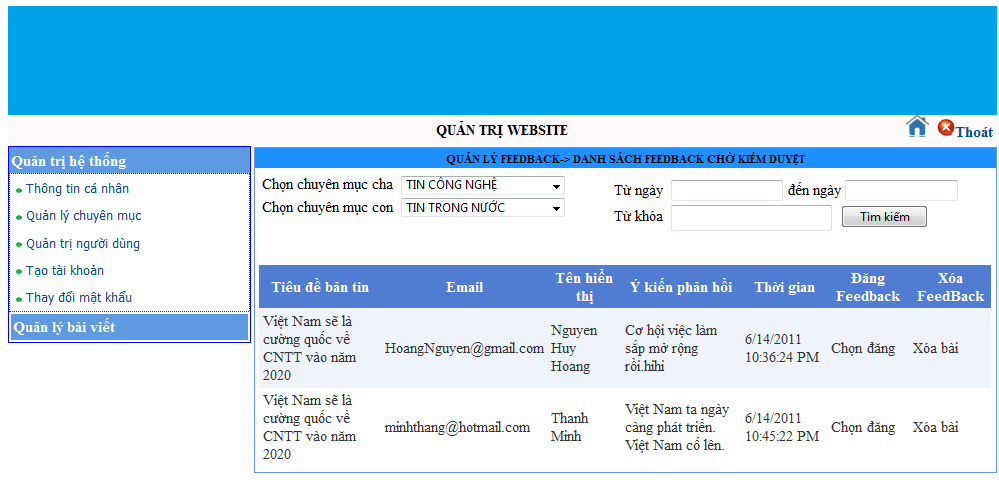 QUẢN TRỊ WEBSITE
Thoát
Quản trị hệ thống
Thông tin cá nhân
Quản lý chuyên mục
Quản trị người dùng
Tạo tài khoản
Thay đổi mật khẩu
Quản lý bài viết
QUẢN LÝ FEEDBACK-> DANH SÁCH FEEDBACK CHỜ KIỂM DUYỆT
Chọn chuyên mục cha TIN CÔNG NGHỆ
Chọn chuyên mục con TIN TRONG NƯỚC
Từ ngày đến ngày
Từ khóa Tìm kiếm
Tiêu đề bản tin Email Tên hiển thị Ý kiến phản hồi Thời gian Đăng Feedback Xóa FeedBack
Việt Nam sẽ là
cường quốc về
CNTT vào năm
2020
HoangNguyen@gmail.com
Nguyen
Huy
Hoang
Cơ hội việc làm
sắp mở rộng
rồi.hihi
6/14/2011
10:36:24 PM
Chọn đăng
Xóa bài
Việt Nam sẽ là
cường quốc về
CNTT vào năm
2020
minhthang@hotmail.com
Thanh
Minh
Việt Nam ta ngày
càng phát triển.
Việt Nam cố lên.
6/14/2011
10:45:22 PM
Chọn đăng
Xóa bài